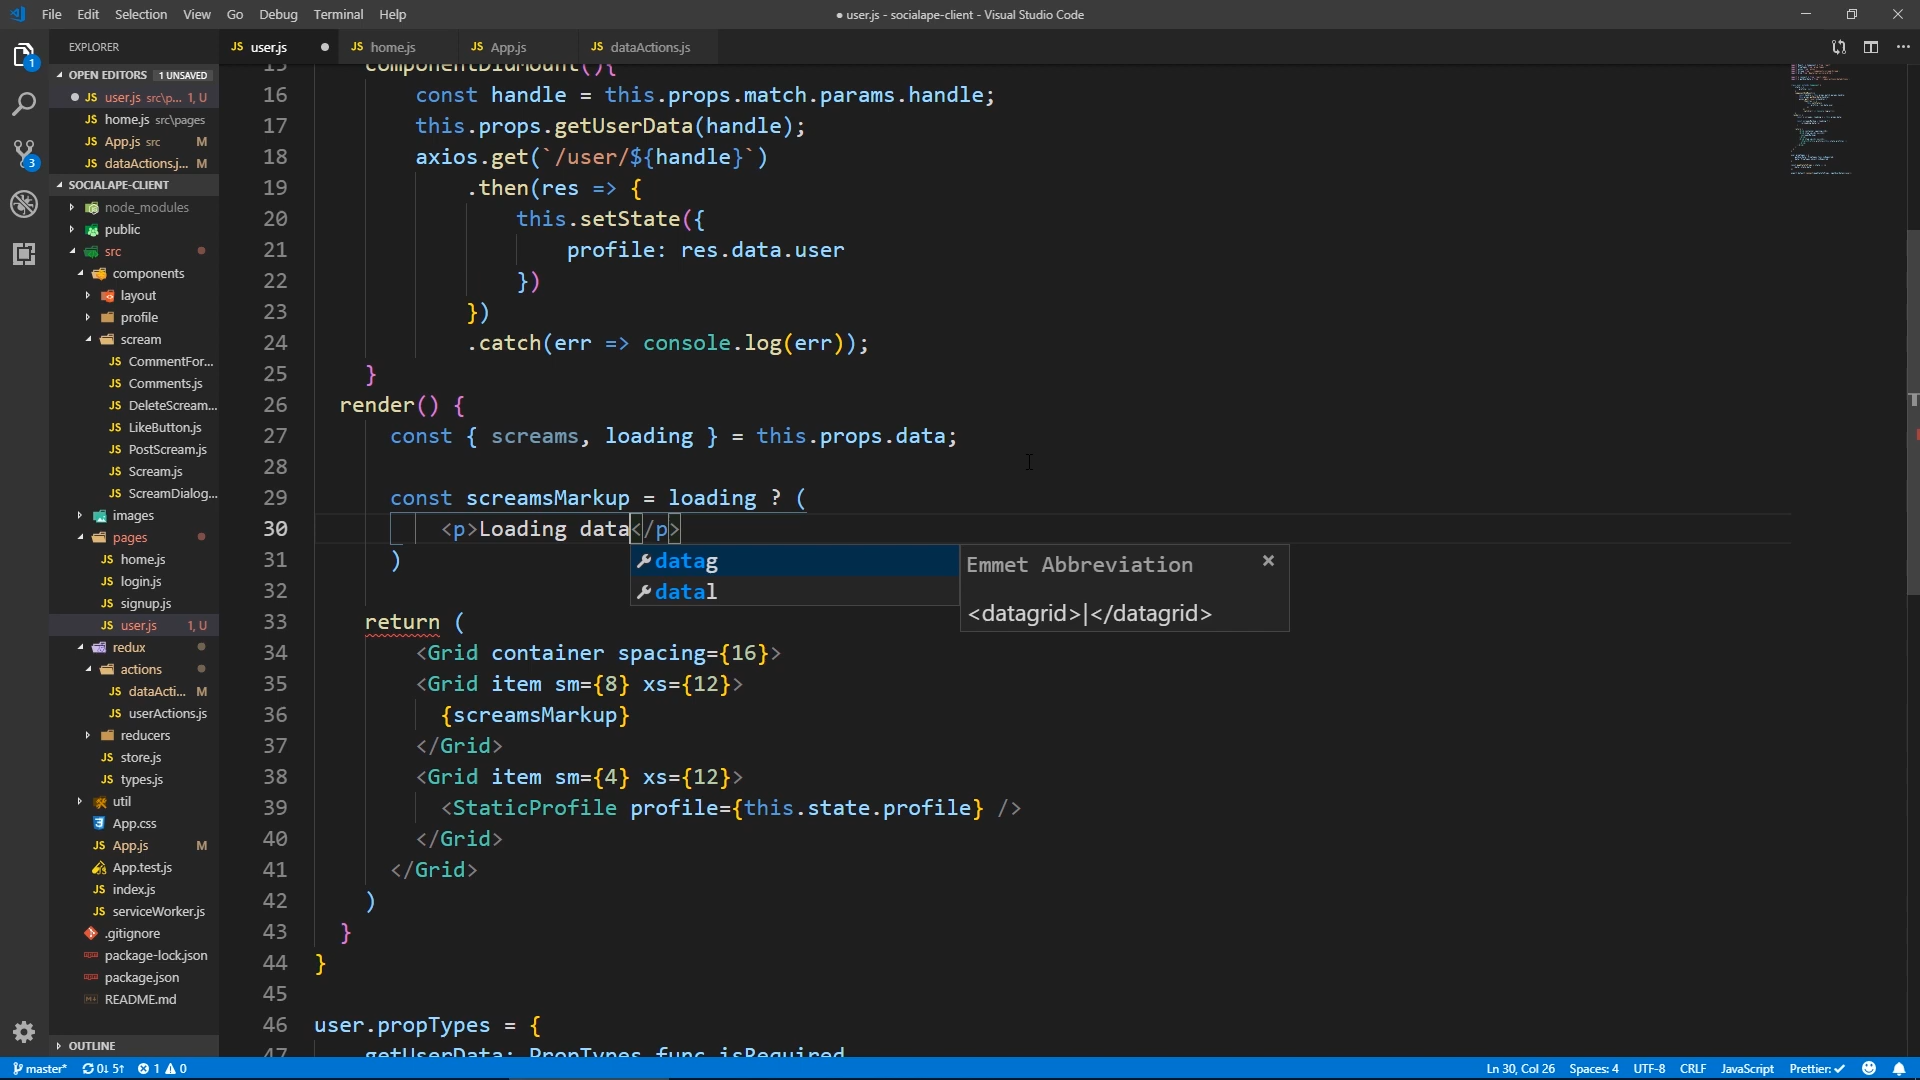 File Edit Selection View Go Debug Terminal Help
● user.js - socialape-client - Visual Studio Code
EXPLORER
JS user.js ●
JS home.js
JS App.js
JS dataActions.js
OPEN EDITORS 1 UNSAVED
● JS user.js src\p... 1, U
JS home.js src\pages
JS App.js src M
JS dataActions.j... M
SOCIALAPE-CLIENT
node_modules
public
src
components
layout
profile
scream
JS CommentFor...
JS Comments.js
JS DeleteScream...
JS LikeButton.js
JS PostScream.js
JS Scream.js
JS ScreamDialog...
images
pages
JS home.js
JS login.js
JS signup.js
JS user.js 1, U
redux
actions
JS dataActi... M
JS userActions.js
reducers
JS store.js
JS types.js
util
App.css
JS App.js M
App.test.js
JS index.js
JS serviceWorker.js
.gitignore
package-lock.json
package.json
README.md
OUTLINE
15 componentDidMount(){
16 const handle = this.props.match.params.handle;
17 this.props.getUserData(handle);
18 axios.get(`/user/${handle}`)
19 .then(res => {
20 this.setState({
21 profile: res.data.user
22 })
23 })
24 .catch(err => console.log(err));
25 }
26 render() {
27 const { screams, loading } = this.props.data;
28
29 const screamsMarkup = loading ? (
30 <p>Loading data</p>
31 )
32
33 return (
34 <Grid container spacing={16}>
35 <Grid item sm={8} xs={12}>
36 {screamsMarkup}
37 </Grid>
38 <Grid item sm={4} xs={12}>
39 <StaticProfile profile={this.state.profile} />
40 </Grid>
41 </Grid>
42 )
43 }
44 }
45
46 user.propTypes = {
47 getUserData: PropTypes.func.isRequired
datag
datal
Emmet Abbreviation ×
<datagrid>|</datagrid>
1
3
master* 0↓ 5↑ 1 0
Ln 30, Col 26 Spaces: 4 UTF-8 CRLF JavaScript Prettier: ✓